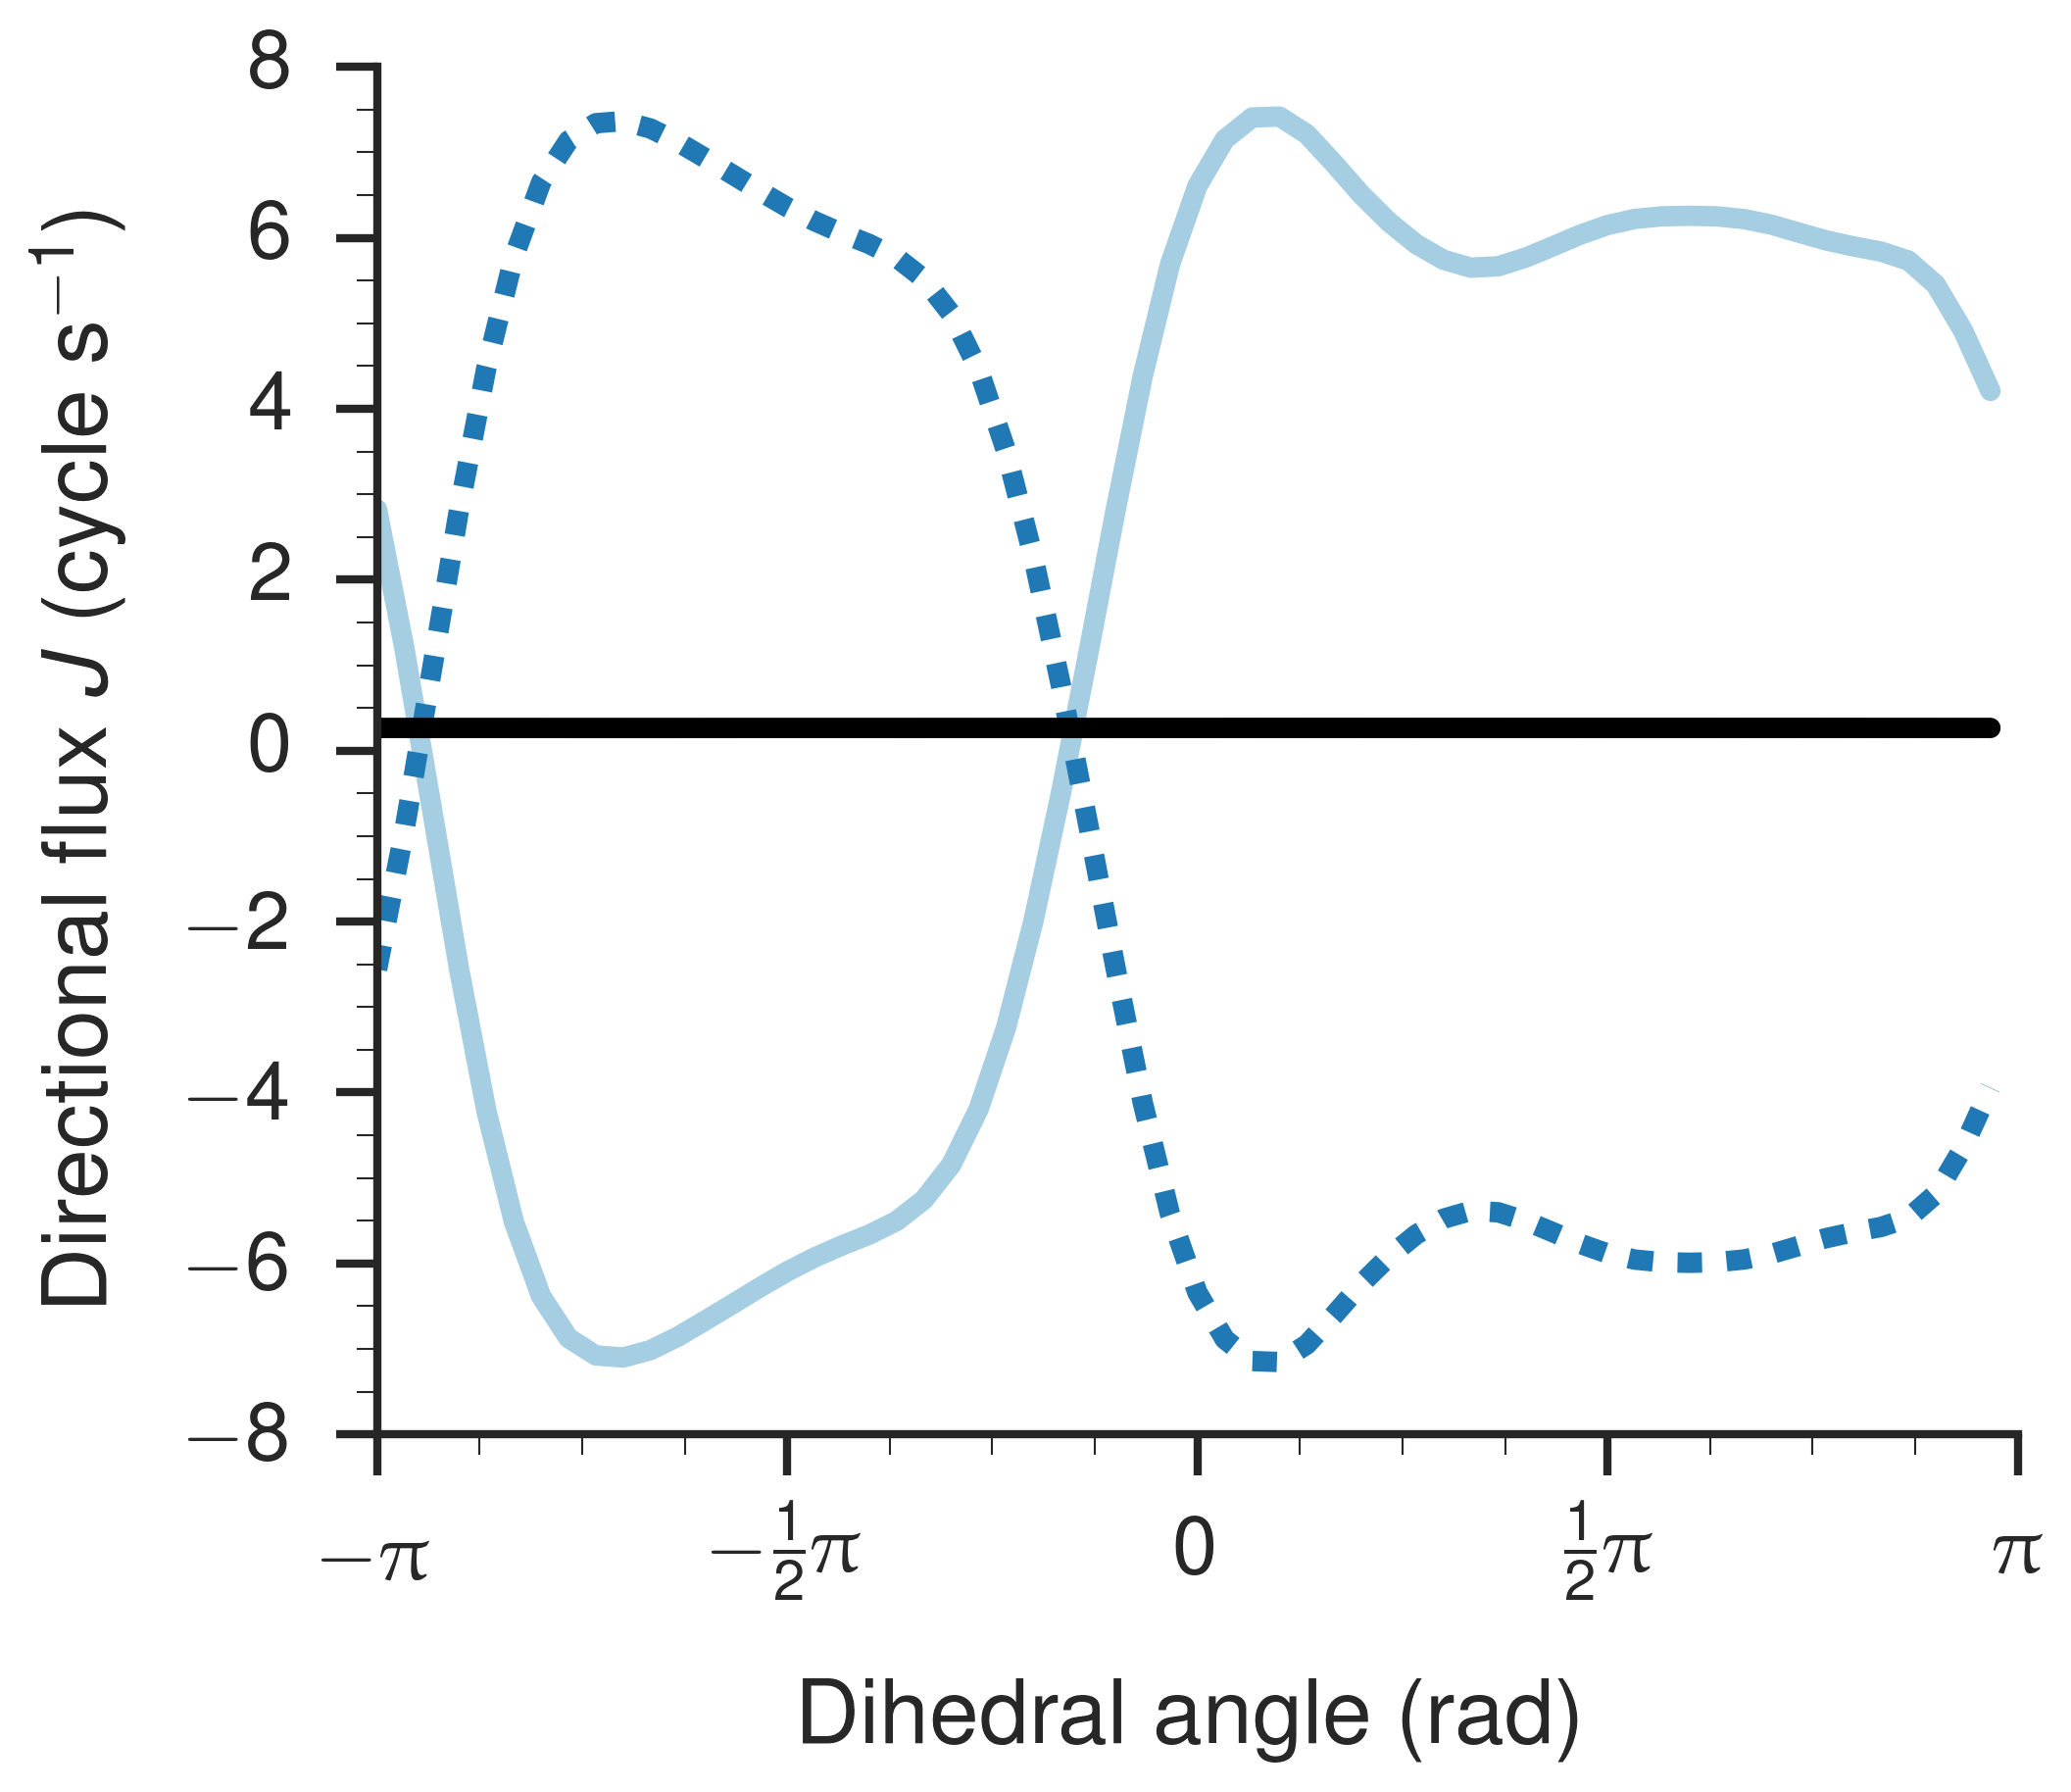 Directional flux J (cycle s⁻¹)
8
6
4
2
0
−2
−4
−6
−8
−π
−½π
0
½π
π
Dihedral angle (rad)